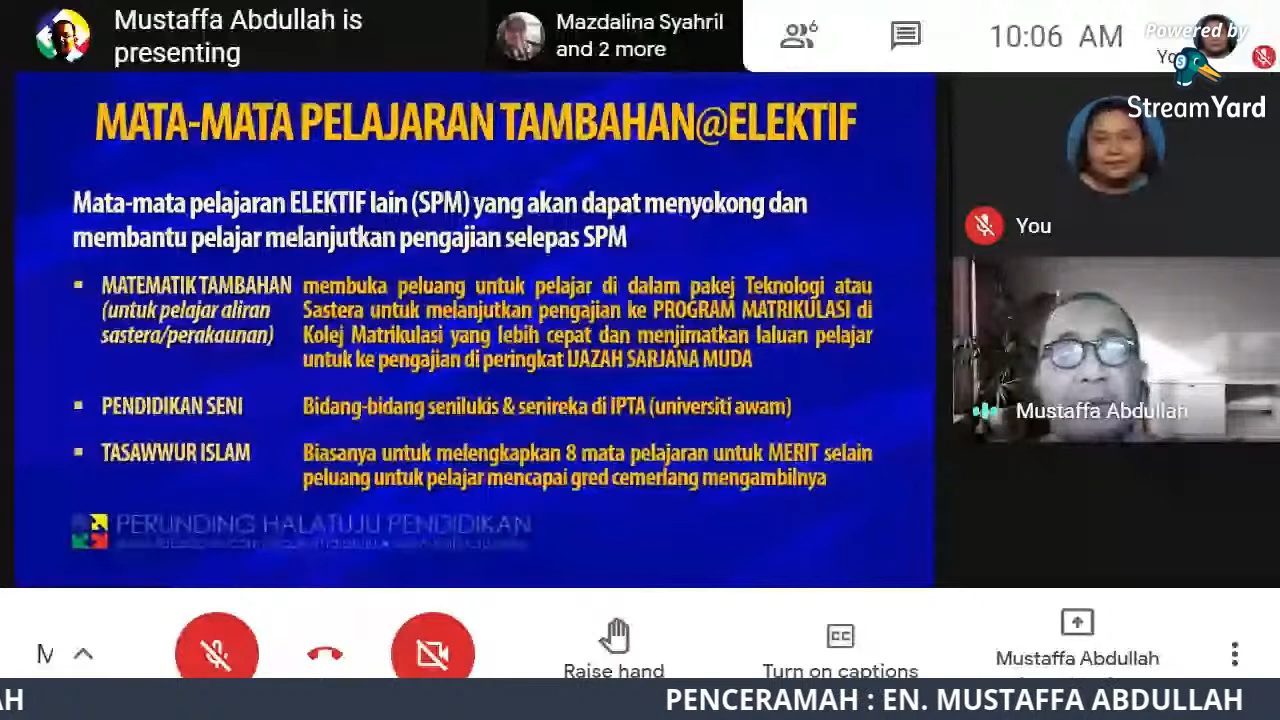 Mustaffa Abdullah is
presenting
Mazdalina Syahril
and 2 more
6
10:06 AM
Powered by
StreamYard
MATA-MATA PELAJARAN TAMBAHAN@ELEKTIF
Mata-mata pelajaran ELEKTIF lain (SPM) yang akan dapat menyokong dan
membantu pelajar melanjutkan pengajian selepas SPM
▪ MATEMATIK TAMBAHAN
(untuk pelajar aliran
sastera/perakaunan)
membuka peluang untuk pelajar di dalam pakej Teknologi atau
Sastera untuk melanjutkan pengajian ke PROGRAM MATRIKULASI di
Kolej Matrikulasi yang lebih cepat dan menjimatkan laluan pelajar
untuk ke pengajian di peringkat IJAZAH SARJANA MUDA
▪ PENDIDIKAN SENI
Bidang-bidang senilukis & senireka di IPTA (universiti awam)
▪ TASAWWUR ISLAM
Biasanya untuk melengkapkan 8 mata pelajaran untuk MERIT selain
peluang untuk pelajar mencapai gred cemerlang mengambilnya
PERUNDING HALATUJU PENDIDIKAN
You
Mustaffa Abdullah
Raise hand
CC
Turn on captions
Mustaffa Abdullah
AH
PENCERAMAH : EN. MUSTAFFA ABDULLAH